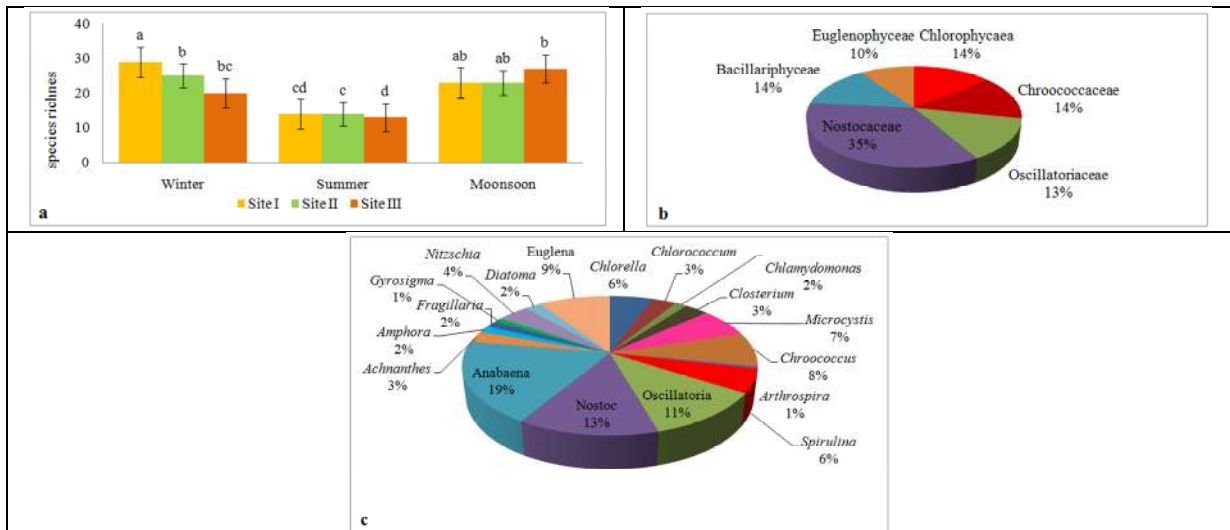 40
30
20
10
0
species richnes
a
b
bc
cd
c
d
ab
ab
b
Winter
Summer
Moonsoon
Site I
Site II
Site III
a
Euglenophyceae
10%
Chlorophycaea
14%
Bacillariphyceae
14%
Chroococcaceae
14%
Nostocaceae
35%
Oscillatoriaceae
13%
b
Nitzschia
4%
Euglena
9%
Chlorella
6%
Chlorococcum
3%
Chlamydomonas
2%
Gyrosigma
1%
Diatoma
2%
Closterium
3%
Fragillaria
2%
Microcystis
7%
Amphora
2%
Chroococcus
8%
Achnanthes
3%
Anabaena
19%
Nostoc
13%
Oscillatoria
11%
Arthrospira
1%
Spirulina
6%
c